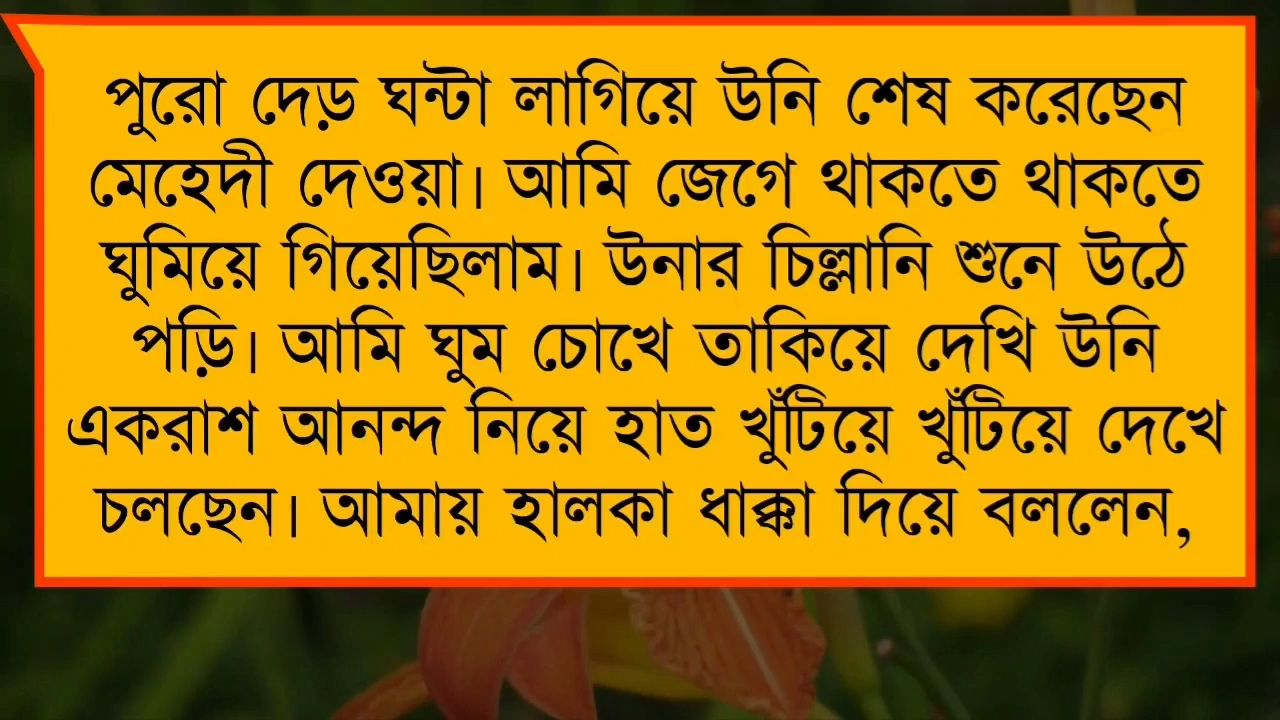 পুরো দেড় ঘন্টা লাগিয়ে উনি শেষ করেছেন
মেহেদী দেওয়া। আমি জেগে থাকতে থাকতে
ঘুমিয়ে গিয়েছিলাম। উনার চিল্লানি শুনে উঠে
পড়ি। আমি ঘুম চোখে তাকিয়ে দেখি উনি
একরাশ আনন্দ নিয়ে হাত খুঁটিয়ে খুঁটিয়ে দেখে
চলছেন। আমায় হালকা ধাক্কা দিয়ে বললেন,